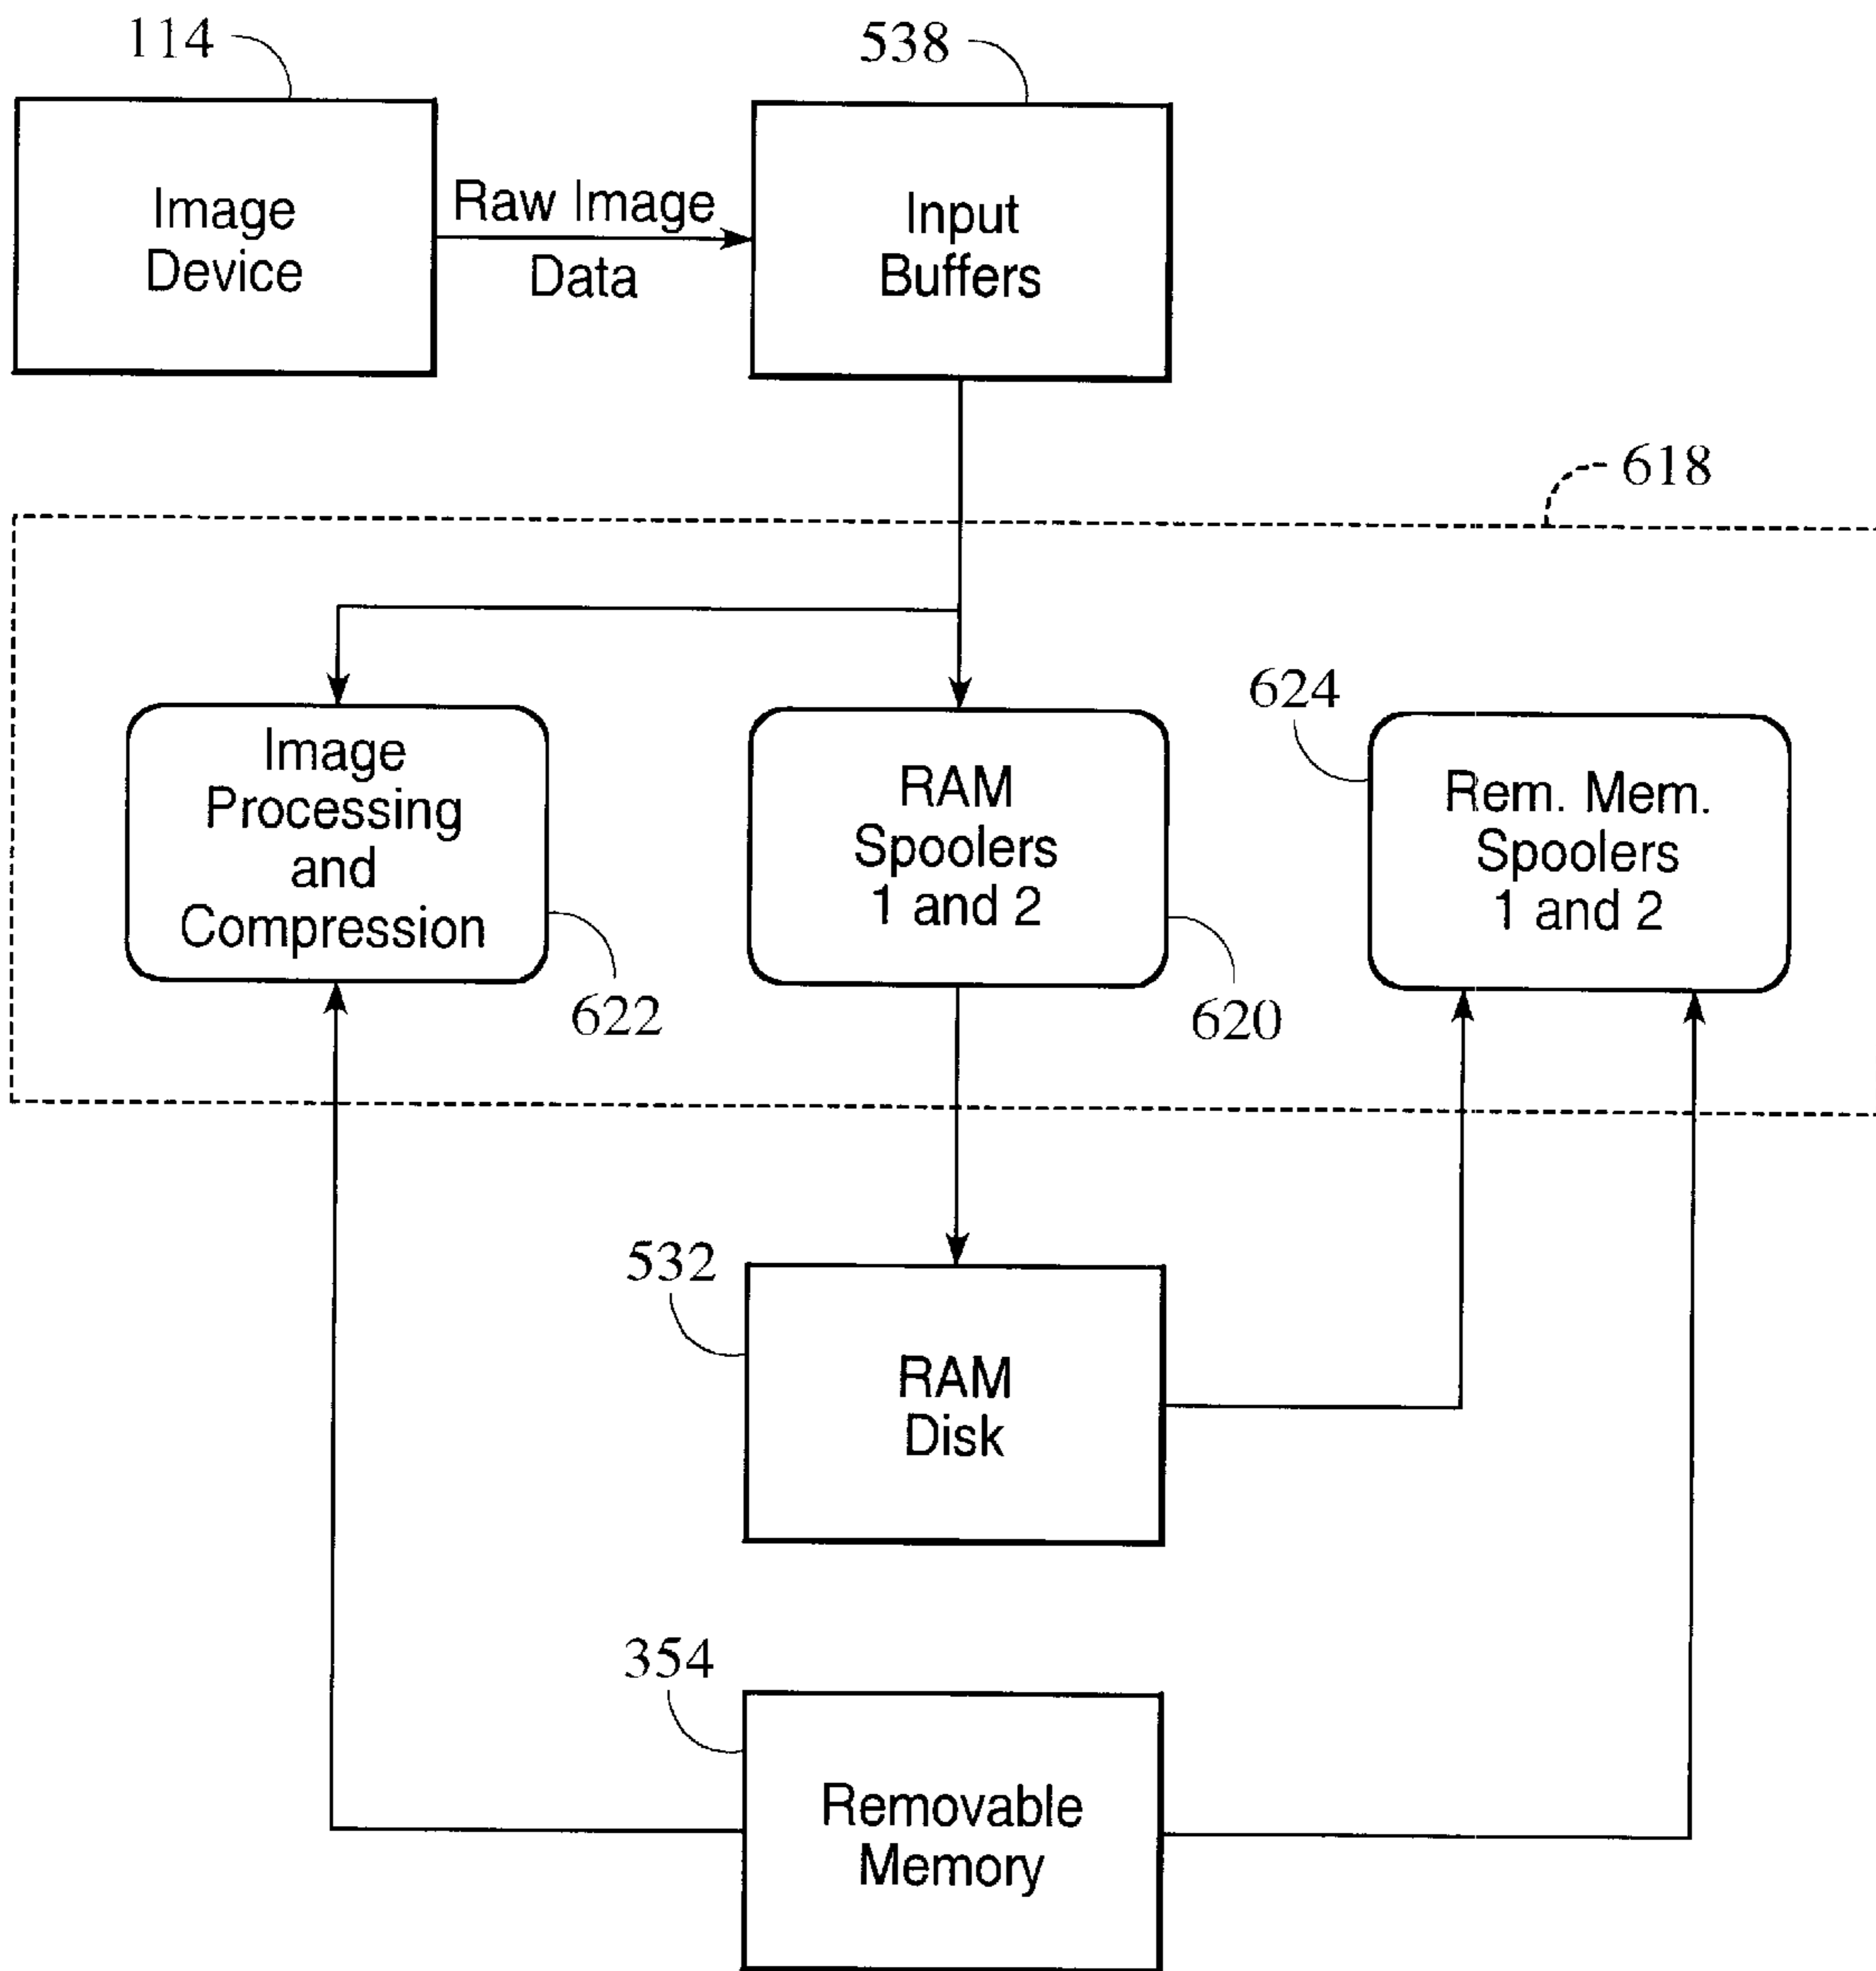 114
538
Image
Device
Raw Image
Data
Input
Buffers
618
Image
Processing
and
Compression
622
RAM
Spoolers
1 and 2
620
624
Rem. Mem.
Spoolers
1 and 2
532
RAM
Disk
354
Removable
Memory